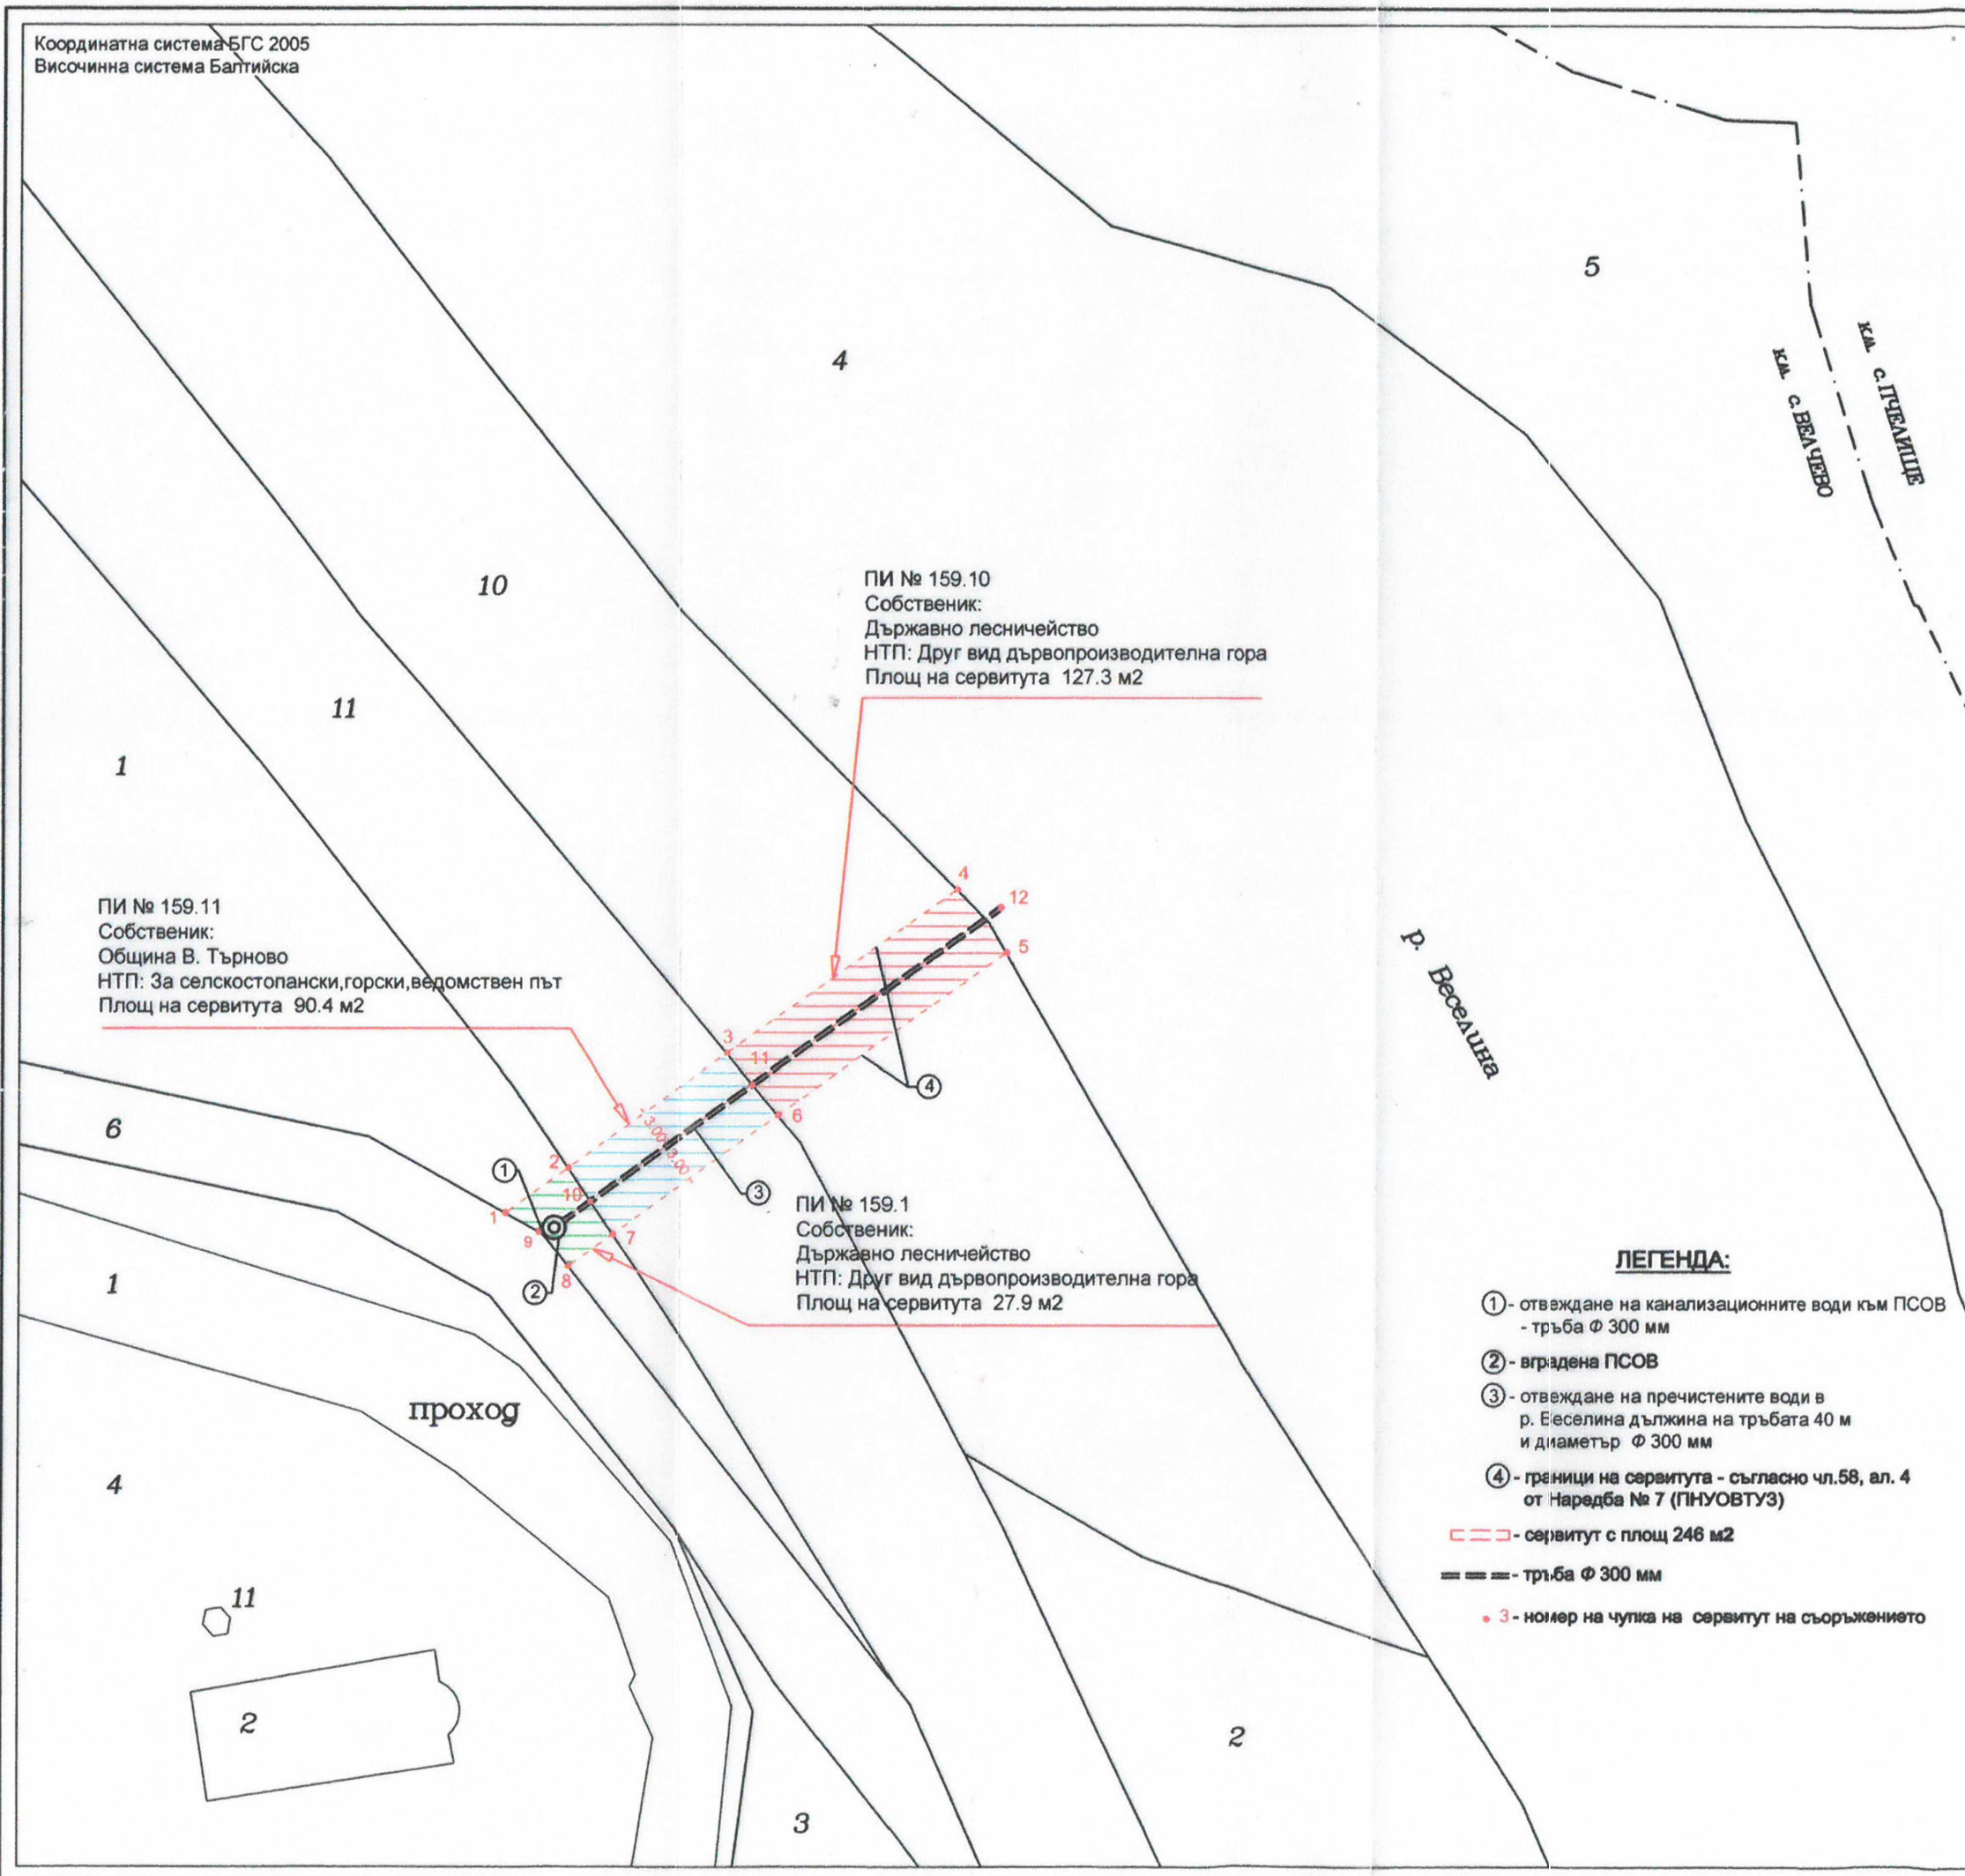 Координатна система БГС 2005
Височинна система Балтийска
5
4
км. с.ПЧЕЛИЩЕ
км. с.ВЕЛЧЕВО
10
ПИ № 159.10
Собственик:
Държавно лесничейство
НТП: Друг вид дървопроизводителна гора
Площ на сервитута 127.3 м2
11
1
ПИ № 159.11
Собственик:
Община В. Търново
НТП: За селскостопански,горски,ведомствен път
Площ на сервитута 90.4 м2
4
12
5
р. Веселина
3
11
4
6
3.00
3.00
6
1
2
10
3
1
9
7
8
2
ПИ № 159.1
Собственик:
Държавно лесничейство
НТП: Друг вид дървопроизводителна гора
Площ на сервитута 27.9 м2
1
проход
4
11
2
3
2
ЛЕГЕНДА:
1 - отвеждане на канализационните води към ПСОВ
- тръба Ф 300 мм
2 - вградена ПСОВ
3 - отвеждане на пречистените води в
р. Веселина дължина на тръбата 40 м
и диаметър Ф 300 мм
4 - граници на сервитута - съгласно чл.58, ал. 4
от Наредба № 7 (ПНУОВТУЗ)
- сервитут с площ 246 м2
- тръба Ф 300 мм
3 - номер на чупка на сервитут на съоръжението